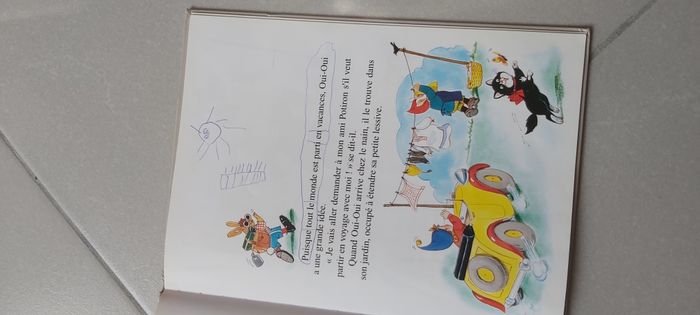 Puisque tout le monde est parti en vacances, Oui-Oui
a une grande idée.
« Je vais aller demander à mon ami Potiron s'il veut
partir en voyage avec moi ! » se dit-il.
Quand Oui-Oui arrive chez le nain, il le trouve dans
son jardin, occupé à étendre sa petite lessive.